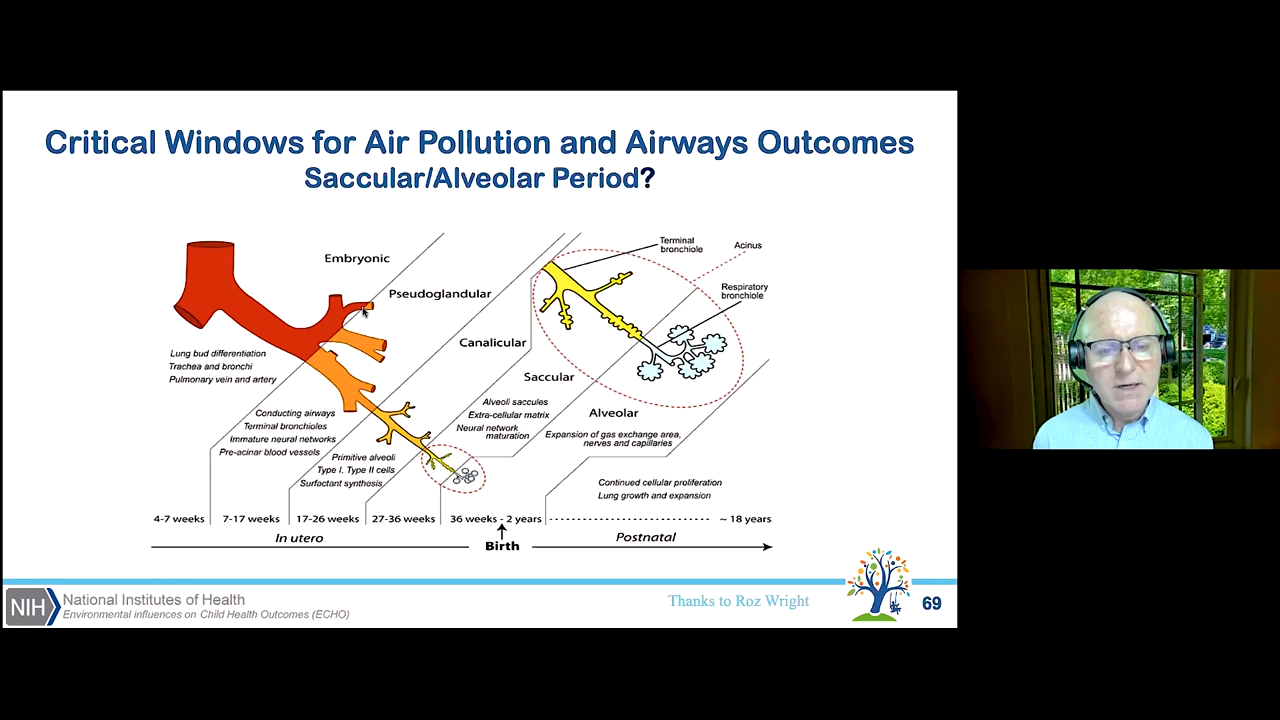 Critical Windows for Air Pollution and Airways Outcomes
Saccular/Alveolar Period?
Embryonic
Lung bud differentiation
Trachea and bronchi
Pulmonary vein and artery
Pseudoglandular
Conducting airways
Terminal bronchioles
Immature neural networks
Pre-acinar blood vessels
Canalicular
Primitive alveoli
Type I, Type II cells
Surfactant synthesis
Saccular
Alveoli saccules
Extra-cellular matrix
Neural network
maturation
Alveolar
Expansion of gas exchange area,
nerves and capillaries
Terminal
bronchiole
Acinus
Respiratory
bronchiole
Continued cellular proliferation
Lung growth and expansion
4-7 weeks 7-17 weeks 17-26 weeks 27-36 weeks 36 weeks - 2 years ~ 18 years
In utero Birth Postnatal
NIH National Institutes of Health
Environmental influences on Child Health Outcomes (ECHO)
Thanks to Roz Wright
69